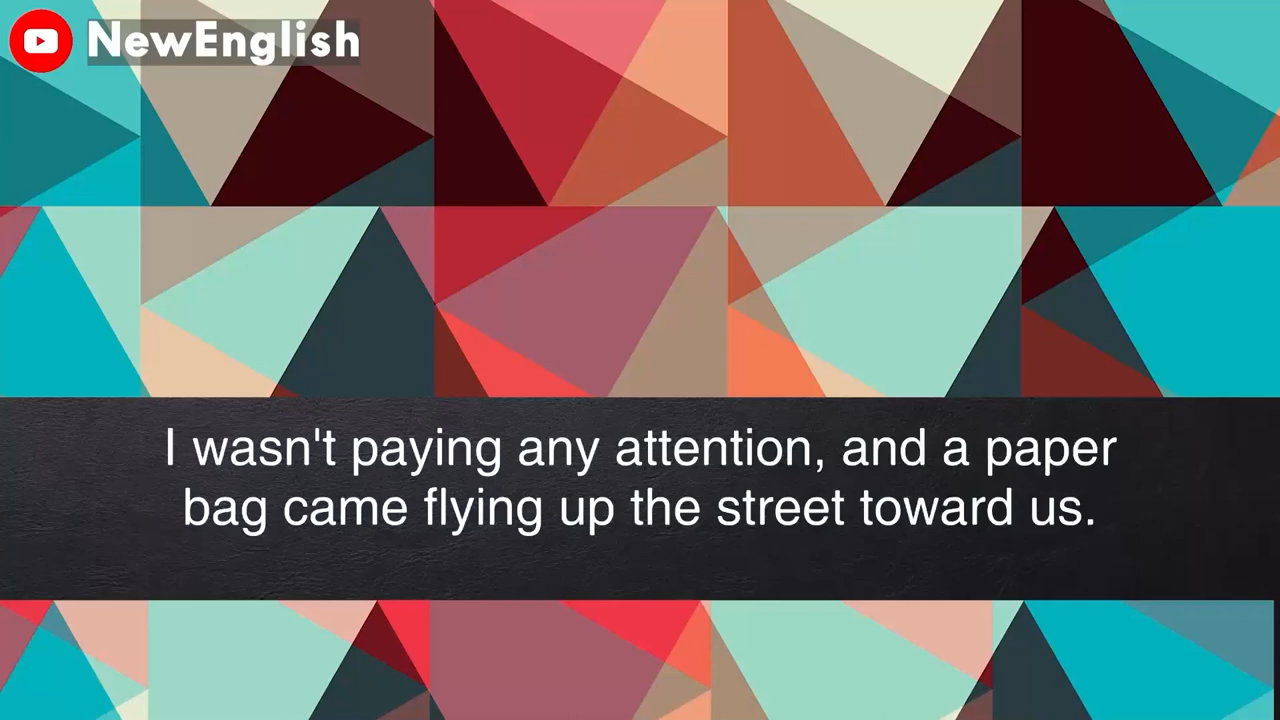 NewEnglish
I wasn't paying any attention, and a paper
bag came flying up the street toward us.